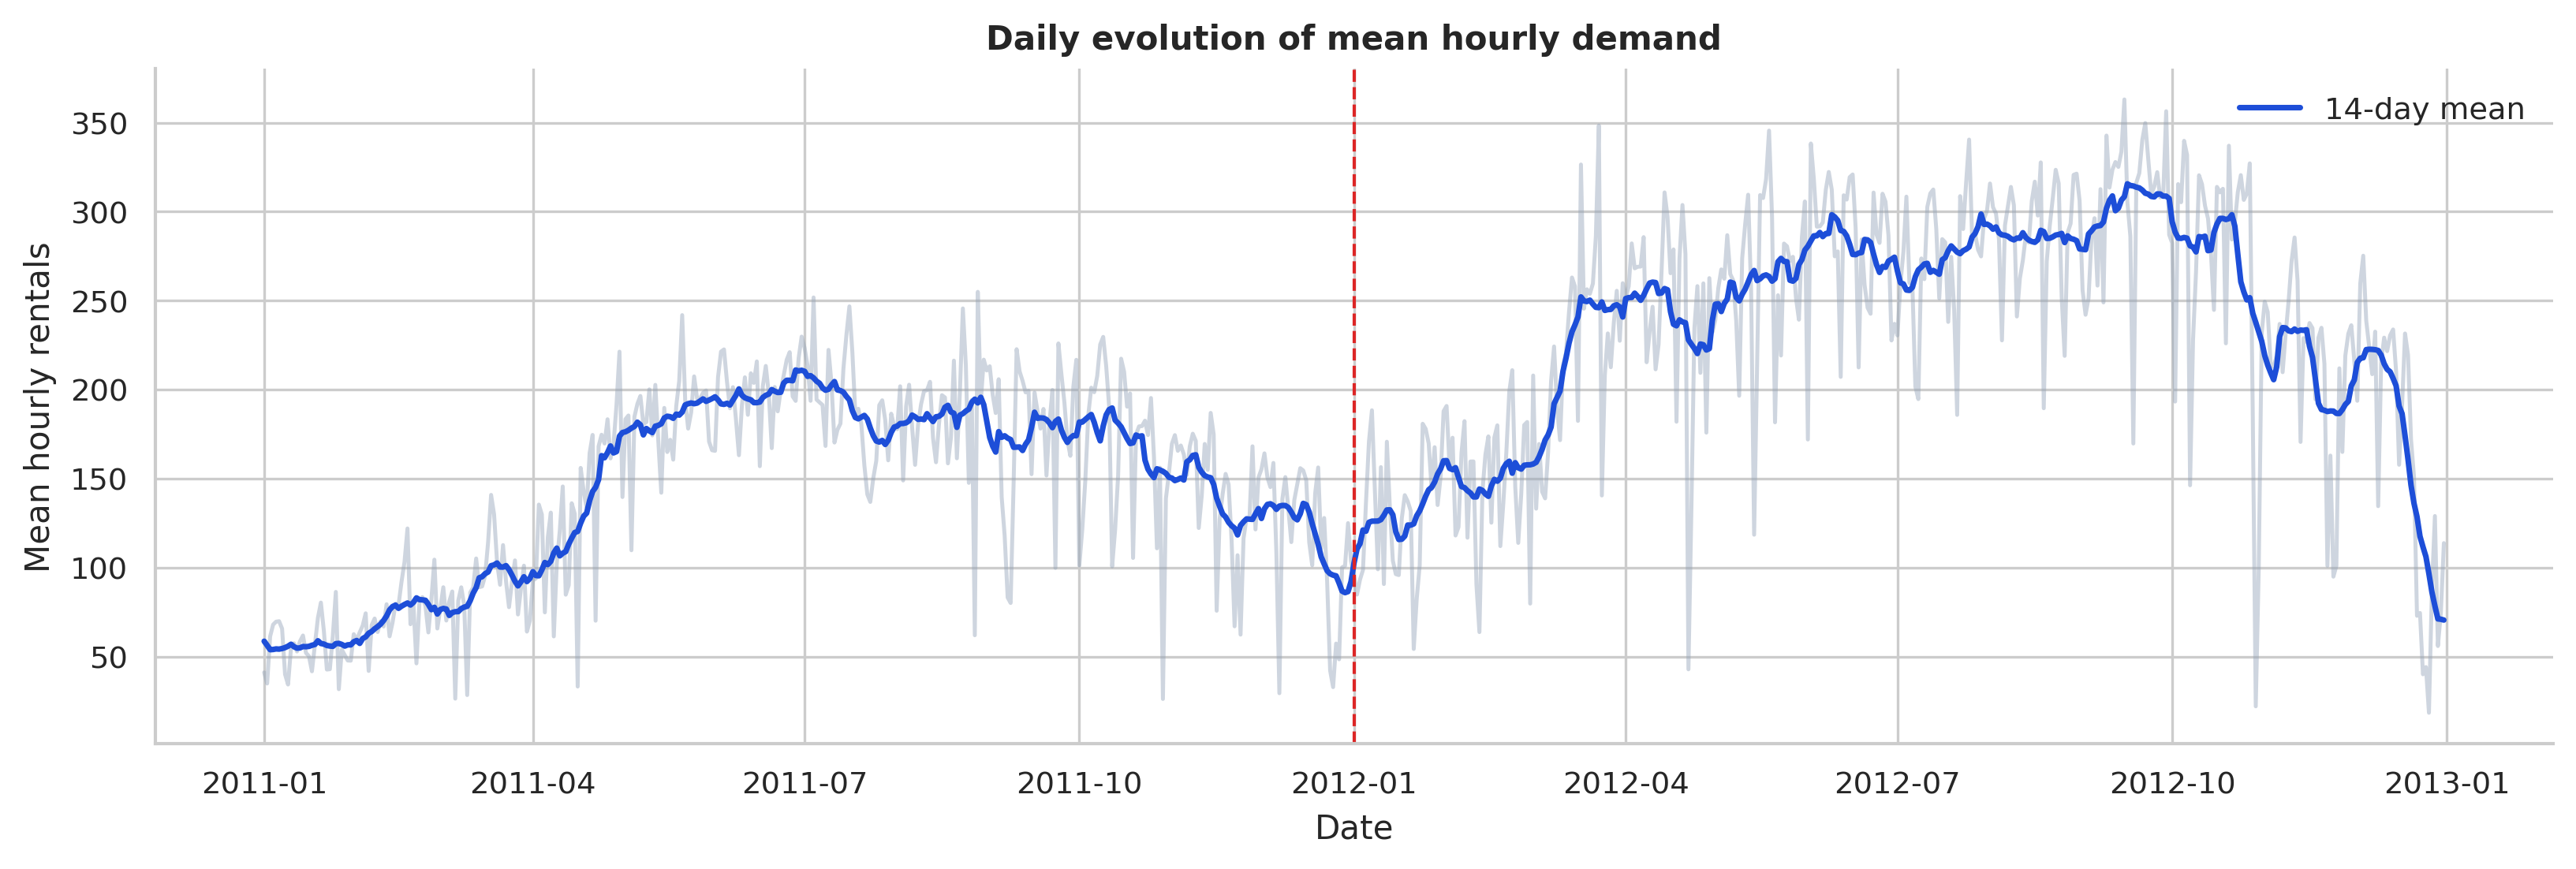 Daily evolution of mean hourly demand
14-day mean
Mean hourly rentals
350
300
250
200
150
100
50
2011-01 2011-04 2011-07 2011-10 2012-01 2012-04 2012-07 2012-10 2013-01
Date